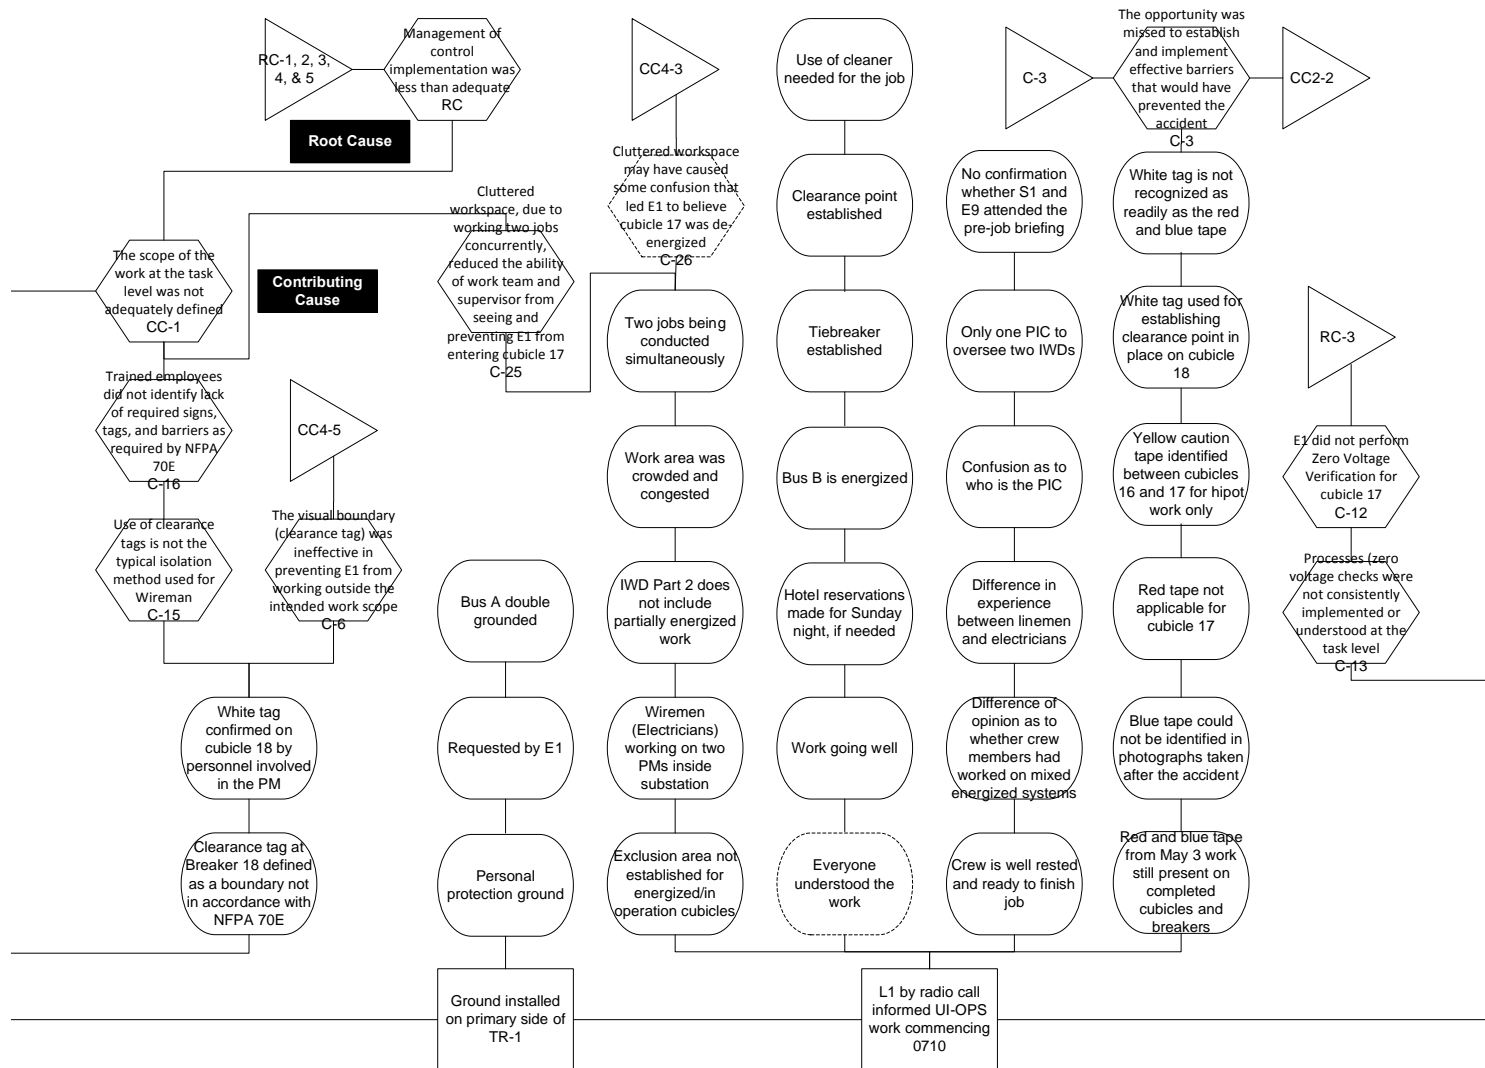 RC-1, 2, 3,
4, & 5
Management of
control
implementation was
less than adequate
RC
Root Cause
The scope of the
work at the task
level was not
adequately defined
CC-1
Contributing
Cause
Trained employees
did not identify lack
of required signs,
tags, and barriers as
required by NFPA
70E
C-16
Use of clearance
tags is not the
typical isolation
method used for
Wireman
C-15
CC4-5
The visual boundary
(clearance tag) was
ineffective in
preventing E1 from
working outside the
intended work scope
C-6
White tag
confirmed on
cubicle 18 by
personnel involved
in the PM
Clearance tag at
Breaker 18 defined
as a boundary not
in accordance with
NFPA 70E
Cluttered
workspace, due to
working two jobs
concurrently,
reduced the ability
of work team and
supervisor from
seeing and
preventing E1 from
entering cubicle 17
C-25
Bus A double
grounded
Requested by E1
Personal
protection ground
Ground installed
on primary side of
TR-1
CC4-3
Cluttered workspace
may have caused
some confusion that
led E1 to believe
cubicle 17 was de-
energized
C-26
Two jobs being
conducted
simultaneously
Work area was
crowded and
congested
IWD Part 2 does
not include
partially energized
work
Wiremen
(Electricians)
working on two
PMs inside
substation
Exclusion area not
established for
energized/in
operation cubicles
Use of cleaner
needed for the job
Clearance point
established
Tiebreaker
established
Bus B is energized
Hotel reservations
made for Sunday
night, if needed
Work going well
Everyone
understood the
work
No confirmation
whether S1 and
E9 attended the
pre-job briefing
Only one PIC to
oversee two IWDs
Confusion as to
who is the PIC
Difference in
experience
between linemen
and electricians
Difference of
opinion as to
whether crew
members had
worked on mixed
energized systems
Crew is well rested
and ready to finish
job
L1 by radio call
informed UI-OPS
work commencing
0710
C-3
The opportunity was
missed to establish
and implement
effective barriers
that would have
prevented the
accident
C-3
CC2-2
White tag is not
recognized as
readily as the red
and blue tape
White tag used for
establishing
clearance point in
place on cubicle
18
Yellow caution
tape identified
between cubicles
16 and 17 for hipot
work only
Red tape not
applicable for
cubicle 17
Blue tape could
not be identified in
photographs taken
after the accident
Red and blue tape
from May 3 work
still present on
completed
cubicles and
breakers
RC-3
E1 did not perform
Zero Voltage
Verification for
cubicle 17
C-12
Processes (zero
voltage checks were
not consistently
implemented or
understood at the
task level
C-13